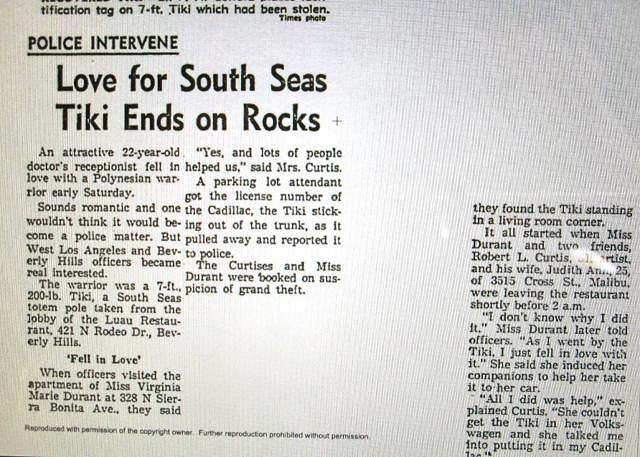 tification tag on 7-ft. Tiki which had been stolen.
Times photo
POLICE INTERVENE
Love for South Seas
Tiki Ends on Rocks
An attractive 22-year-old
doctor's receptionist fell in
love with a Polynesian war-
rior early Saturday.
Sounds romantic and one
wouldn't think it would be-
come a police matter. But
West Los Angeles and Bev-
erly Hills officers became
real interested.
The warrior was a 7-ft.,
200-lb. Tiki, a South Seas
totem pole taken from the
lobby of the Luau Restau-
rant, 421 N Rodeo Dr., Bev-
erly Hills.
'Fell in Love'
When officers visited the
apartment of Miss Virginia
Marie Durant at 328 N Sier-
ra Bonita Ave., they said
they found the Tiki standing
in a living room corner.
It all started when Miss
Durant and two friends,
Robert L. Curtis,
and his wife, Judith Ann, 25,
of 3515 Cross St., Malibu,
were leaving the restaurant
shortly before 2 a.m.
"I don't know why I did
it," Miss Durant later told
officers. "As I went by the
Tiki, I just fell in love with
it." She said she induced her
companions to help her take
it to her car.
"All I did was help," ex-
plained Curtis. "She couldn't
get the Tiki in her Volks-
wagen and she talked me
into putting it in my Cadil-
lac."
"Yes, and lots of people
helped us," said Mrs. Curtis.
A parking lot attendant
got the license number of
the Cadillac, the Tiki stick-
ing out of the trunk, as it
pulled away and reported it
to police.
The Curtises and Miss
Durant were booked on sus-
picion of grand theft.
Reproduced with permission of the copyright owner. Further reproduction prohibited without permission.